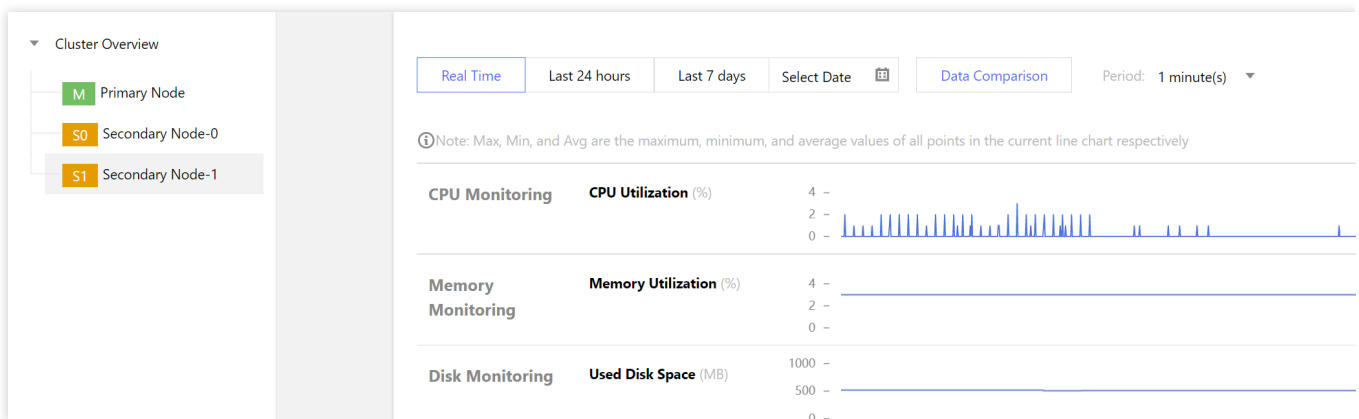 Cluster Overview
M Primary Node
S0 Secondary Node-0
S1 Secondary Node-1
Real Time Last 24 hours Last 7 days Select Date Data Comparison Period: 1 minute(s)
Note: Max, Min, and Avg are the maximum, minimum, and average values of all points in the current line chart respectively
CPU Monitoring CPU Utilization (%)
4
2
0
Memory Monitoring Memory Utilization (%)
4
2
0
Disk Monitoring Used Disk Space (MB)
1000
500
0